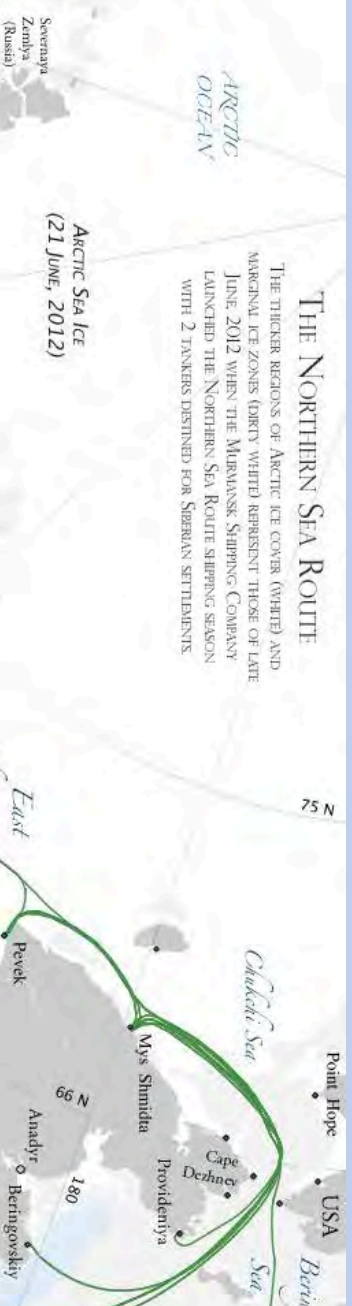 THE NORTHERN SEA ROUTE
THE THICKER REGIONS OF ARCTIC ICE COVER (WHITE) AND
MARGINAL ICE ZONES (DIRTY WHITE) REPRESENT THOSE OF LATE
JUNE, 2012 WHEN THE MURMANSK SHIPPING COMPANY
LAUNCHED THE NORTHERN SEA ROUTE SHIPPING SEASON
WITH 2 TANKERS DESTINED FOR SIBERIAN SETTLEMENTS.
ARCTIC
OCEAN
ARCTIC SEA ICE
(21 JUNE, 2012)
Severnaya
Zemlya
(Russia)
75 N
Point Hope
USA
Chukchi Sea
Sea
East
Pevek
Mys Shmidta
Cape
Dezhnev
Provideniya
66 N
180
Anadyr
Beringovskiy